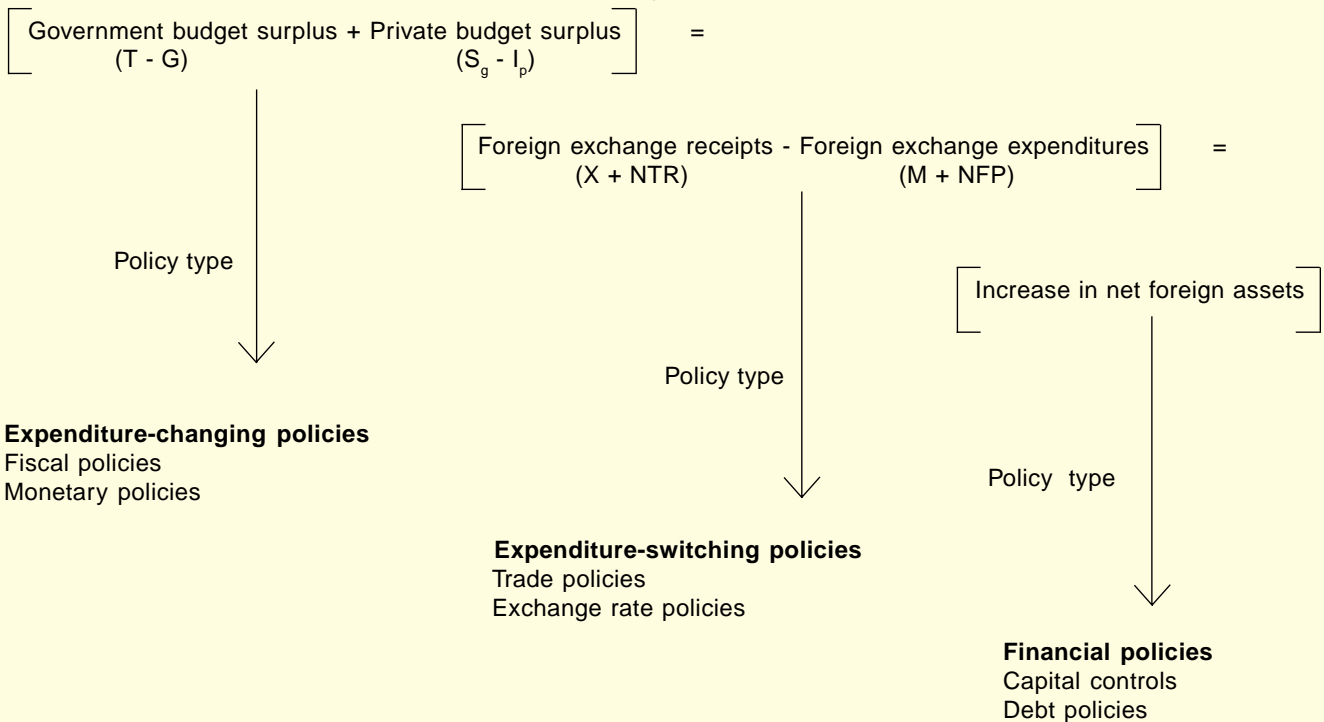 Government budget surplus + Private budget surplus =
(T - G) (S_g - I_p)
Foreign exchange receipts - Foreign exchange expenditures =
(X + NTR) (M + NFP)
Policy type
Increase in net foreign assets
Policy type
Expenditure-changing policies
Fiscal policies
Monetary policies
Policy type
Expenditure-switching policies
Trade policies
Exchange rate policies
Financial policies
Capital controls
Debt policies